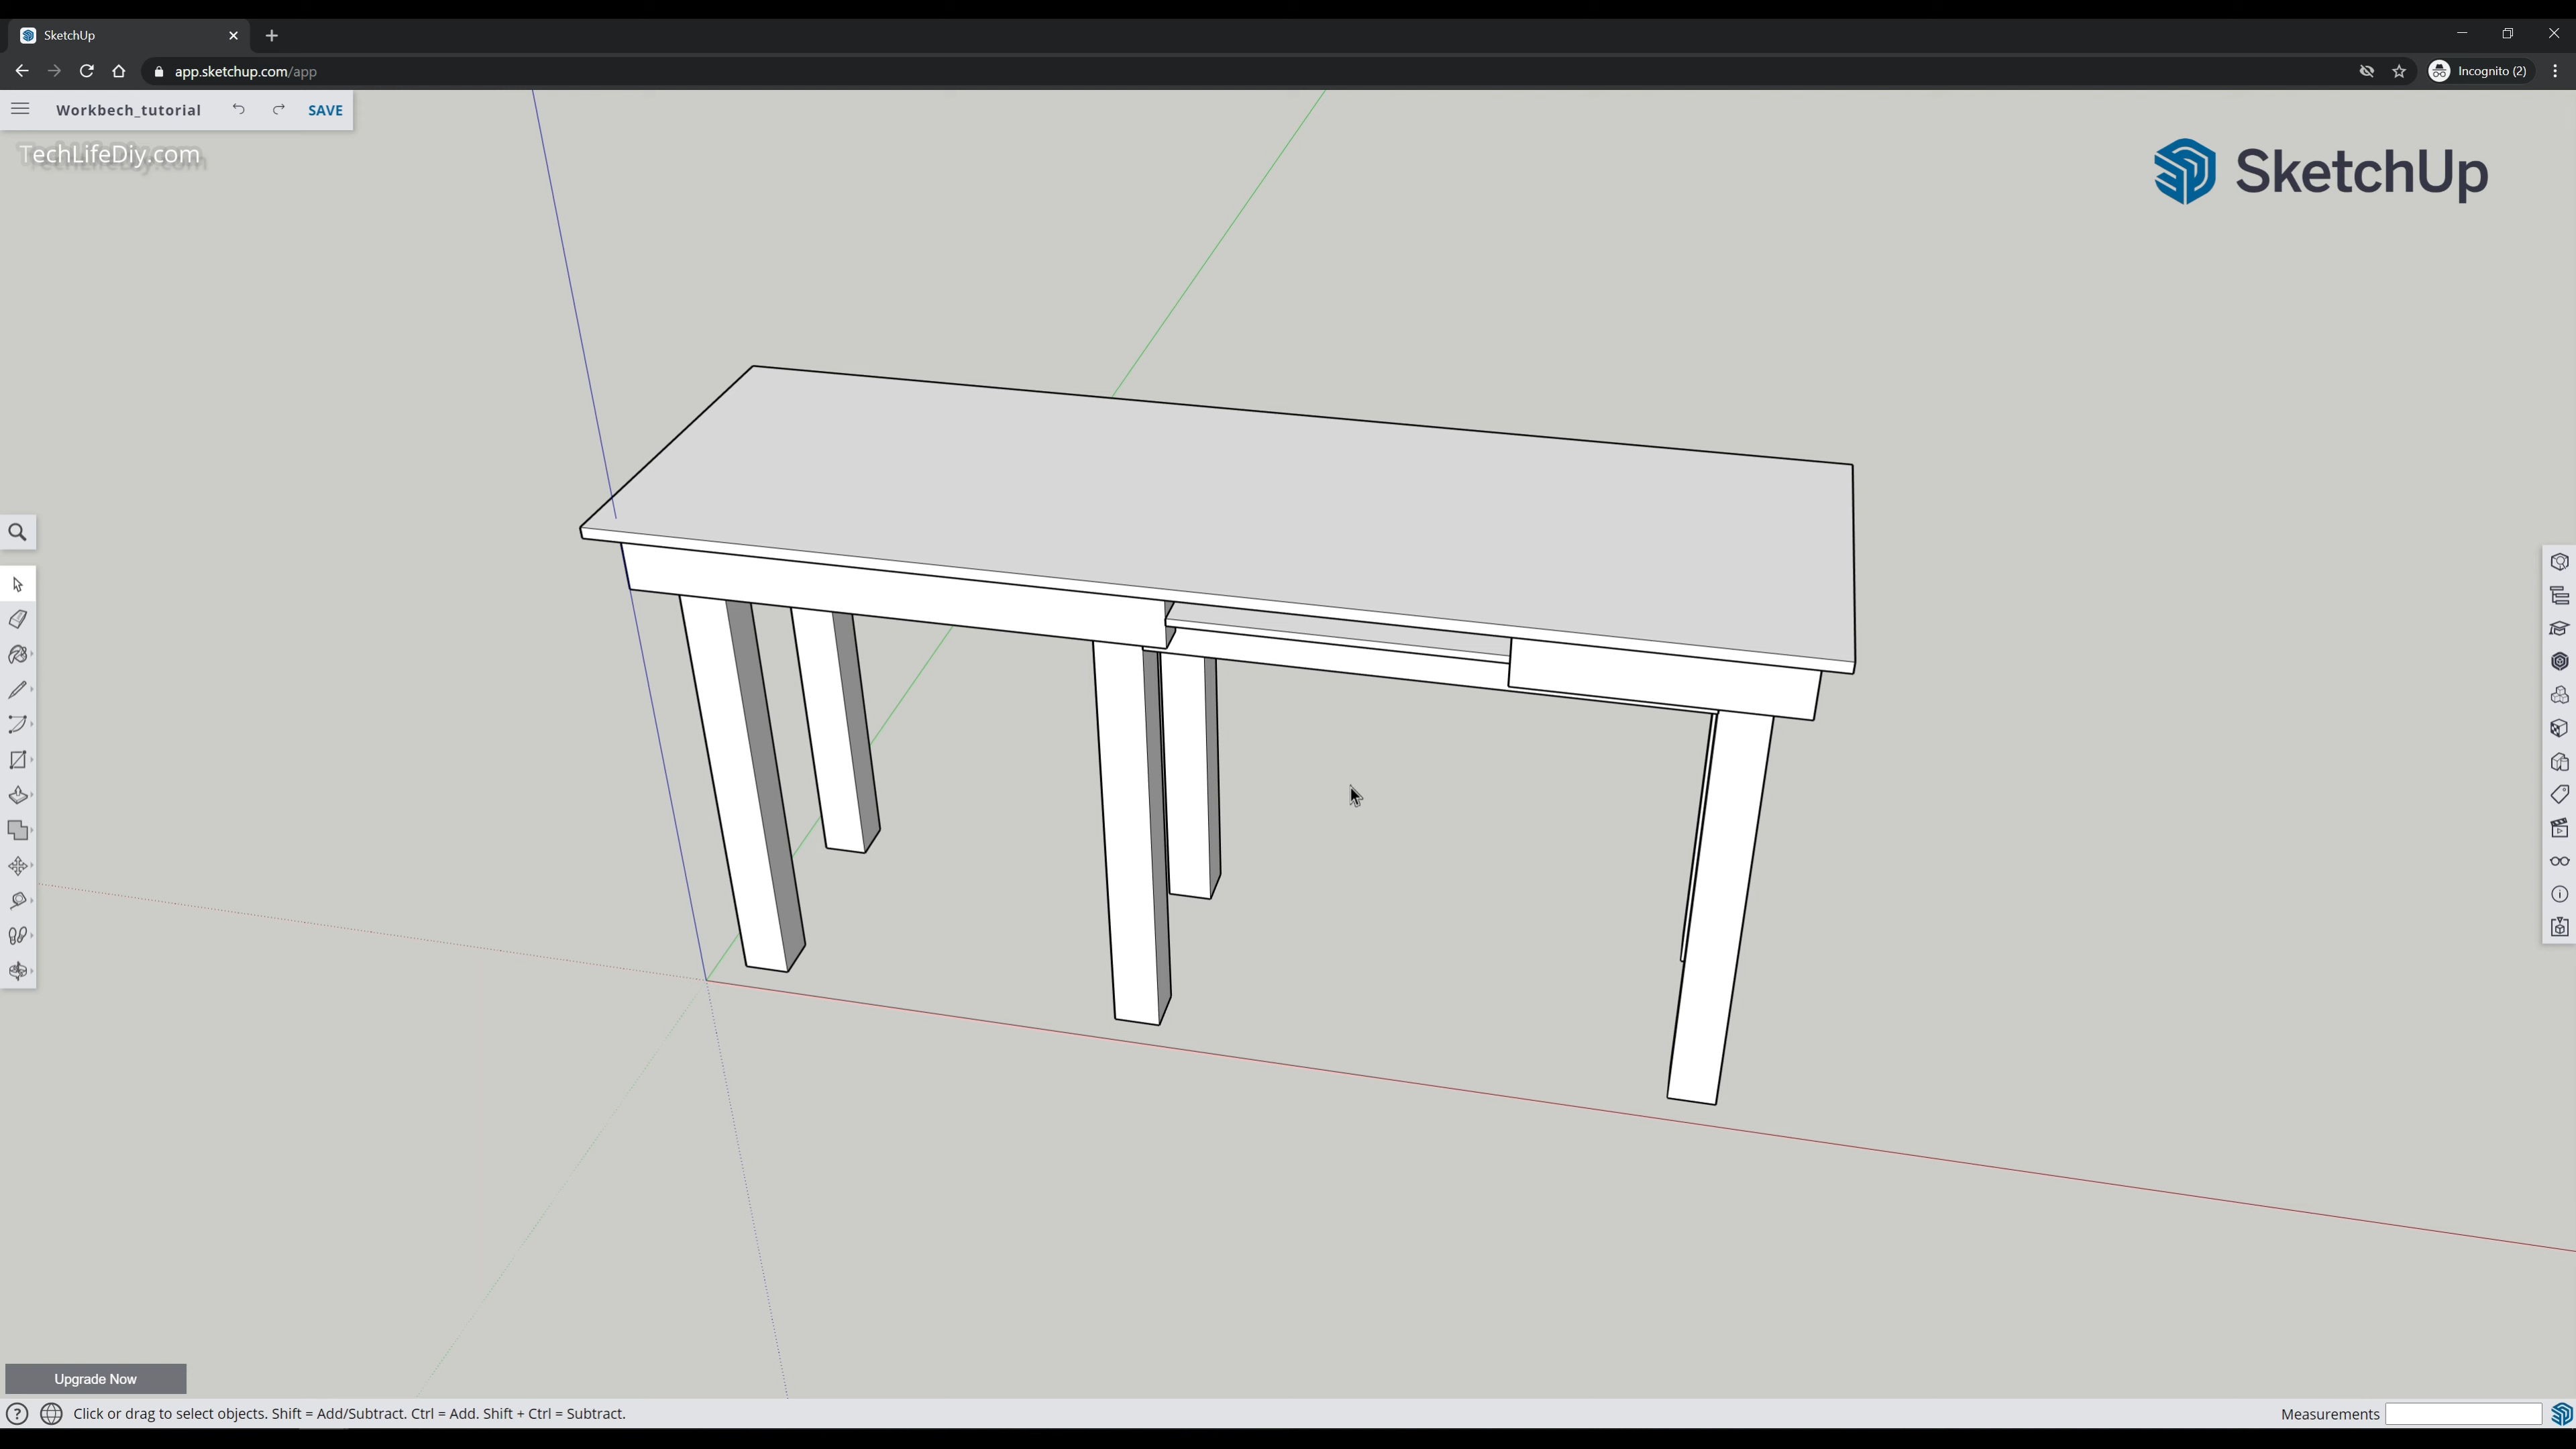 SketchUp
app.sketchup.com/app
Incognito (2)
Workbech_tutorial
SAVE
TechLifeDiy.com
SketchUp
Upgrade Now
Click or drag to select objects. Shift = Add/Subtract. Ctrl = Add. Shift + Ctrl = Subtract.
Measurements